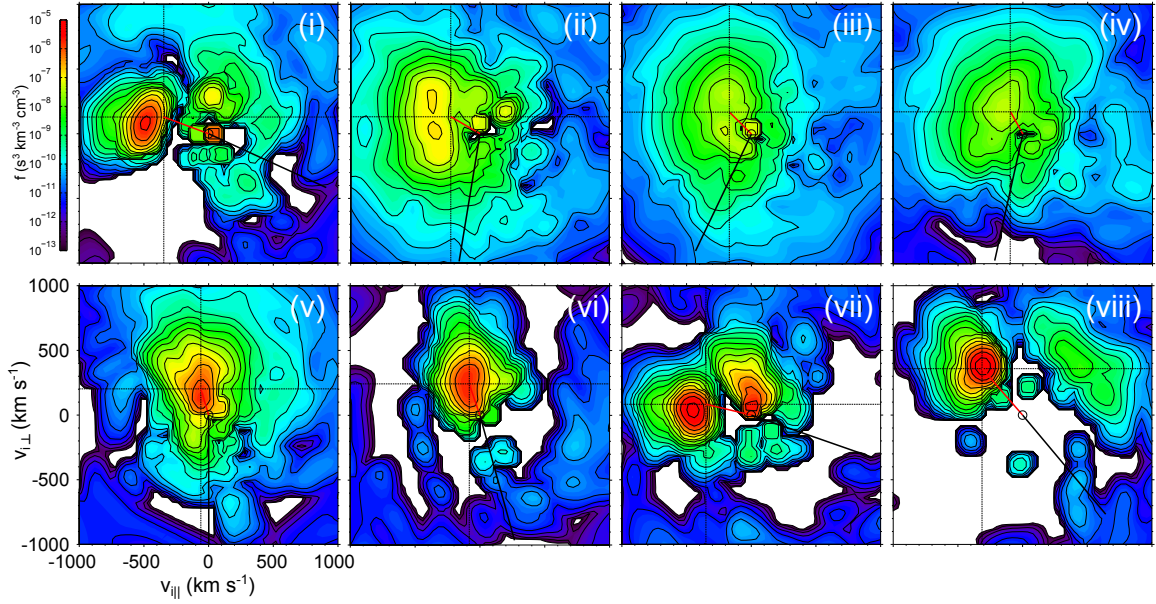 10⁻⁵
10⁻⁶
10⁻⁷
10⁻⁸
10⁻⁹
10⁻¹⁰
10⁻¹¹
10⁻¹²
10⁻¹³
f (s³ km⁻³ cm⁻³)
(i)
(ii)
(iii)
(iv)
(v)
(vi)
(vii)
(viii)
1000
500
0
-500
-1000
v_i⊥ (km s⁻¹)
-1000 -500 0 500 1000
v_i|| (km s⁻¹)